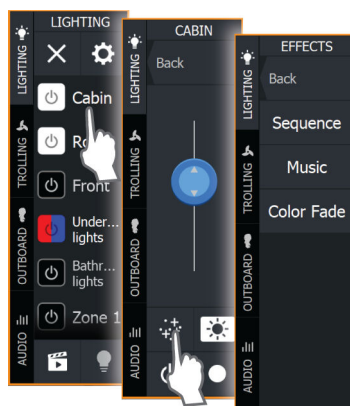 LIGHTING
LIGHTING
TROLLING
OUTBOARD
AUDIO
Cabin
Front
Under...
lights
Bathr...
lights
Zone 1
CABIN
LIGHTING
TROLLING
OUTBOARD
AUDIO
Back
EFFECTS
LIGHTING
TROLLING
OUTBOARD
AUDIO
Back
Sequence
Music
Color Fade